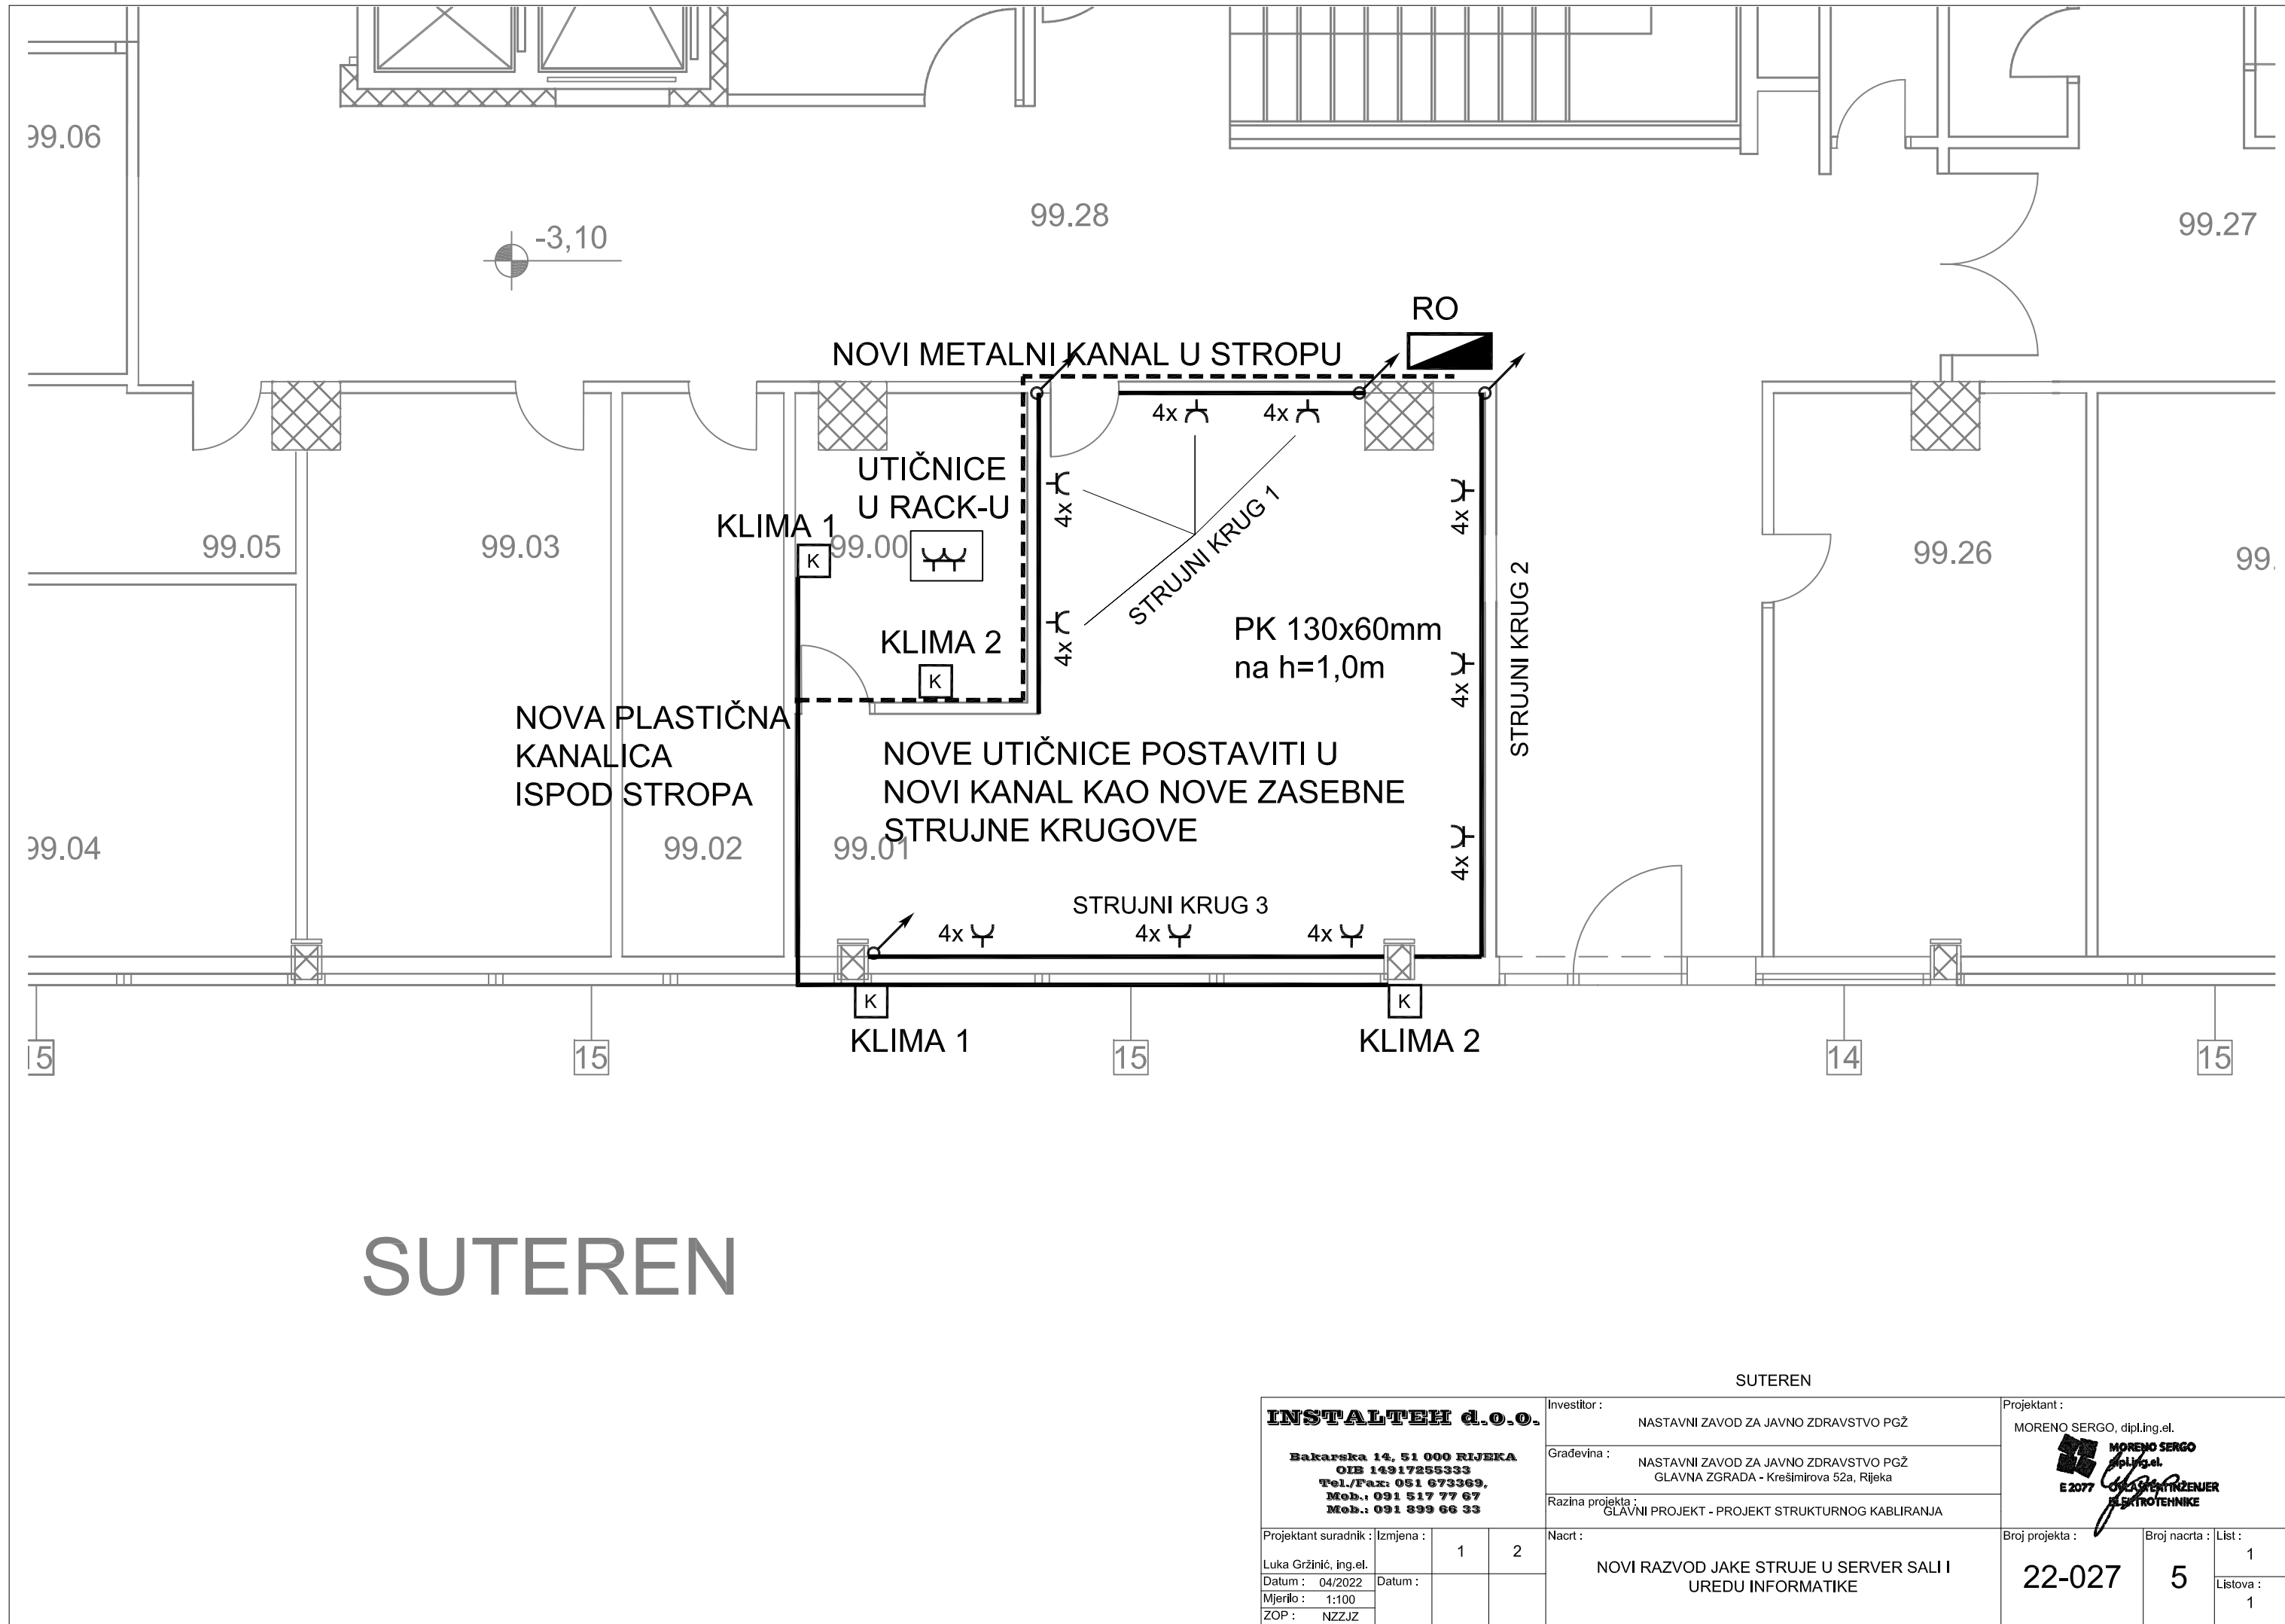 99.06
99.28
99.27
-3,10
RO
NOVI METALNI KANAL U STROPU
4x
4x
UTIČNICE
U RACK-U
4x
4x
STRUJNI KRUG 1
KLIMA 1
K
99.00
99.05
99.03
99.26
99.
4x
STRUJNI KRUG 2
PK 130x60mm
na h=1,0m
KLIMA 2
K
4x
4x
NOVA PLASTIČNA
KANALICA
ISPOD STROPA
NOVE UTIČNICE POSTAVITI U
NOVI KANAL KAO NOVE ZASEBNE
STRUJNE KRUGOVE
99.04
99.02
99.01
4x
STRUJNI KRUG 3
4x
4x
4x
K
K
KLIMA 1
KLIMA 2
15
15
15
14
15
SUTEREN
SUTEREN
INSTALTEH d.o.o.
Bakarska 14, 51 000 RIJEKA
OIB 14917255333
Tel./Fax: 051 673369,
Mob.: 091 517 77 67
Mob.: 091 899 66 33
Investitor :
NASTAVNI ZAVOD ZA JAVNO ZDRAVSTVO PGŽ
Građevina :
NASTAVNI ZAVOD ZA JAVNO ZDRAVSTVO PGŽ
GLAVNA ZGRADA - Krešimirova 52a, Rijeka
Razina projekta :
GLAVNI PROJEKT - PROJEKT STRUKTURNOG KABLIRANJA
Projektant :
MORENO SERGO, dipl.ing.el.
MORENO SERGO
dipl.ing.el.
E 2077
ELEKTROTEHNIKE
Projektant suradnik :
Luka Gržinić, ing.el.
Izmjena :
1
2
Datum : 04/2022
Datum :
Mjerilo : 1:100
ZOP : NZZJZ
Nacrt :
NOVI RAZVOD JAKE STRUJE U SERVER SALI I
UREDU INFORMATIKE
Broj projekta :
22-027
Broj nacrta :
5
List :
1
Listova :
1